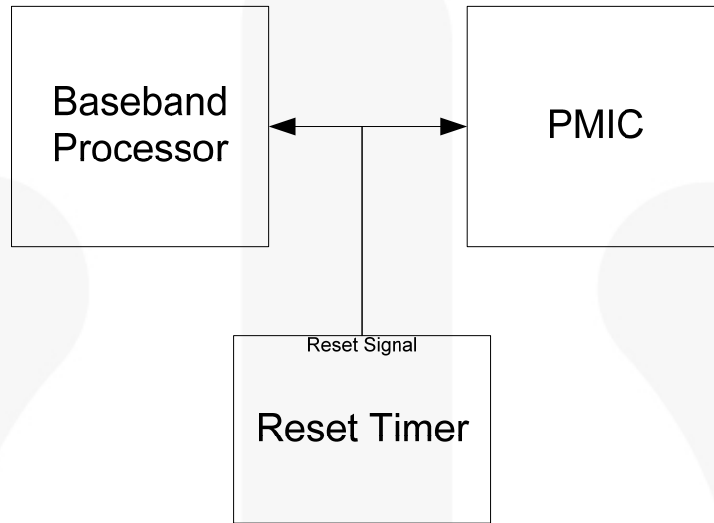 Baseband
Processor
PMIC
Reset Signal
Reset Timer